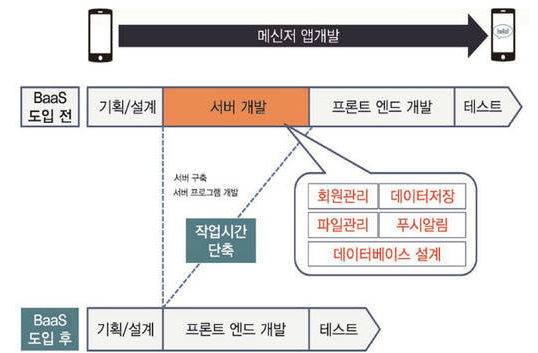 메신저 앱개발
hello!
BaaS
도입 전
기획/설계
서버 개발
프론트 엔드 개발
테스트
서버 구축
서버 프로그램 개발
작업시간
단축
회원관리
데이터저장
파일관리
푸시알림
데이터베이스 설계
BaaS
도입 후
기획/설계
프론트 엔드 개발
테스트